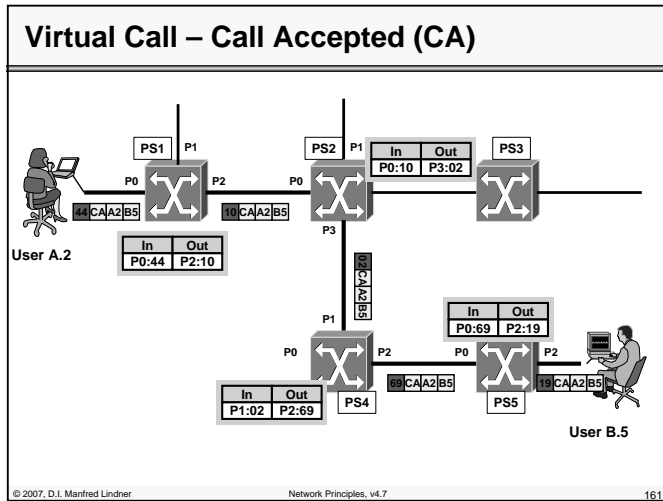 Virtual Call – Call Accepted (CA)
PS1
P1
P0
P2
PS2
P1
P0
P3
In Out
P0:10 P3:02
PS3
44 CA A2 B5
10 CA A2 B5
User A.2
In Out
P0:44 P2:10
02 CA A2 B5
P1
P0
P2
PS4
In Out
P1:02 P2:69
69 CA A2 B5
In Out
P0:69 P2:19
P0
P2
PS5
19 CA A2 B5
User B.5
© 2007, D.I. Manfred Lindner
Network Principles, v4.7
161